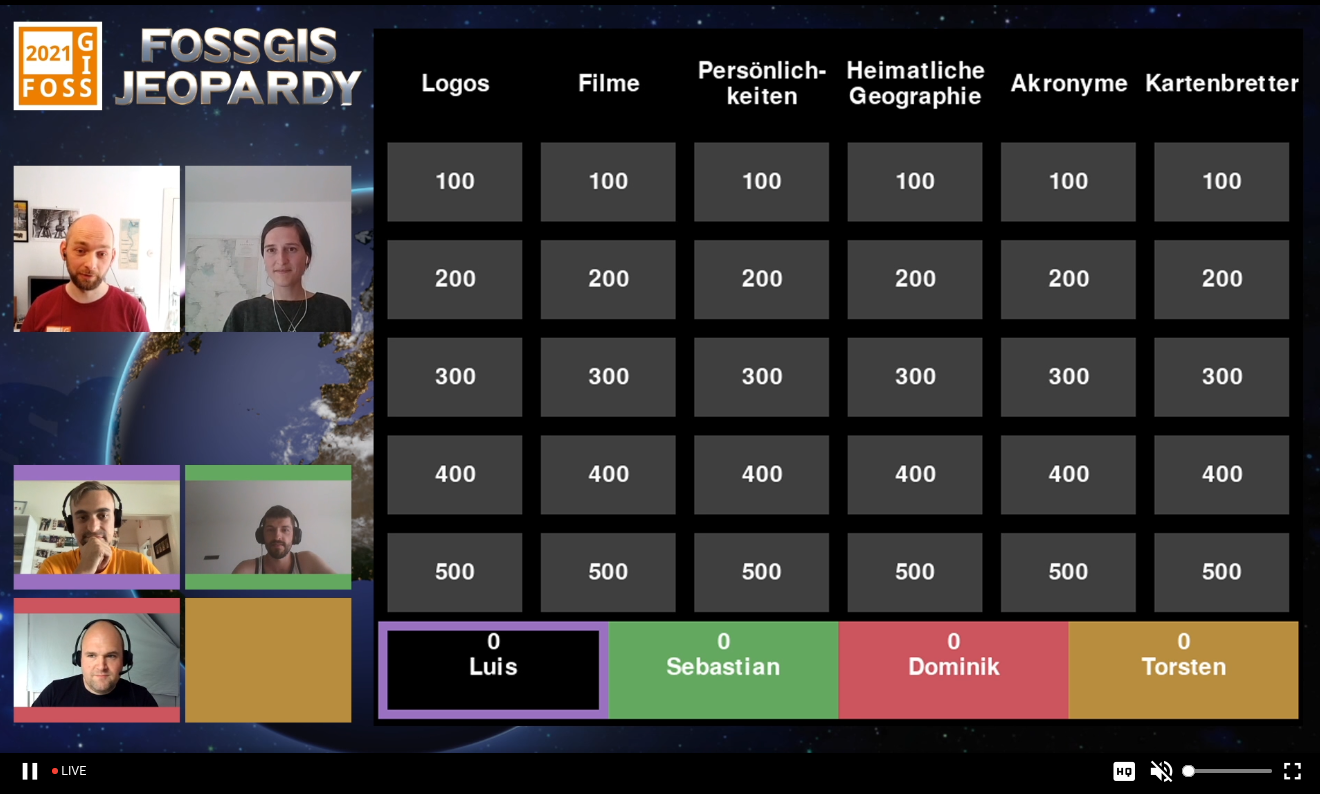 2021
G
I
FOSS
FOSSGIS
JEOPARDY
Logos
Filme
Persönlich-
keiten
Heimatliche
Geographie
Akronyme
Kartenbretter
100 100 100 100 100 100
200 200 200 200 200 200
300 300 300 300 300 300
400 400 400 400 400 400
500 500 500 500 500 500
0
Luis
0
Sebastian
0
Dominik
0
Torsten
LIVE
HQ